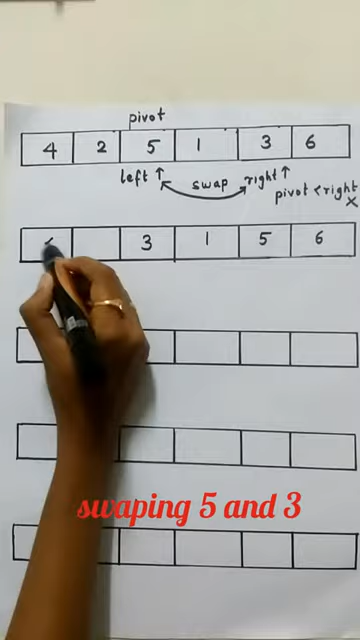 pivot
4 2 5 1 3 6
left ↑ swap right ↑
pivot < right
x
3 1 5 6
swaping 5 and 3